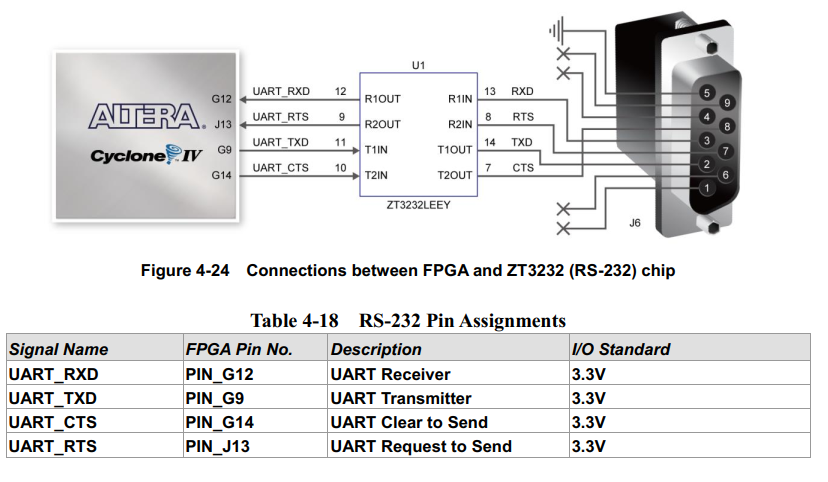 U1
G12 UART_RXD 12 R1OUT R1IN 13 RXD
J13 UART_RTS 9 R2OUT R2IN 8 RTS
G9 UART_TXD 11 T1IN T1OUT 14 TXD
G14 UART_CTS 10 T2IN T2OUT 7 CTS
ALTERA.
Cyclone IV
ZT3232LEEY
5
9
4
8
3
7
2
6
1
J6
Figure 4-24 Connections between FPGA and ZT3232 (RS-232) chip
Table 4-18 RS-232 Pin Assignments
Signal Name FPGA Pin No. Description I/O Standard
UART_RXD PIN_G12 UART Receiver 3.3V
UART_TXD PIN_G9 UART Transmitter 3.3V
UART_CTS PIN_G14 UART Clear to Send 3.3V
UART_RTS PIN_J13 UART Request to Send 3.3V